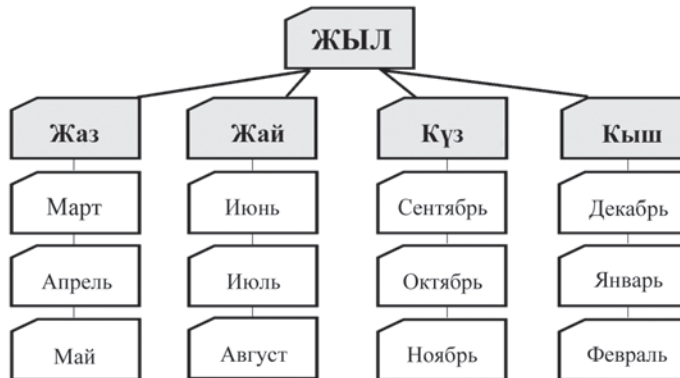 ЖЫЛ
Жаз
Жай
Күз
Кыш
Март
Июнь
Сентябрь
Декабрь
Апрель
Июль
Октябрь
Январь
Май
Август
Ноябрь
Февраль